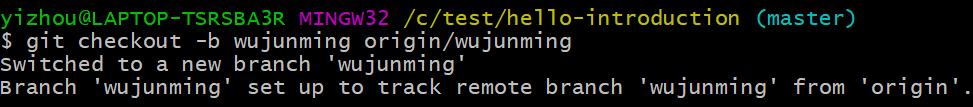 yizhou@LAPTOP-TSRSBA3R MINGW32 /c/test/hello-introduction (master)
$ git checkout -b wujunming origin/wujunming
Switched to a new branch 'wujunming'
Branch 'wujunming' set up to track remote branch 'wujunming' from 'origin'.